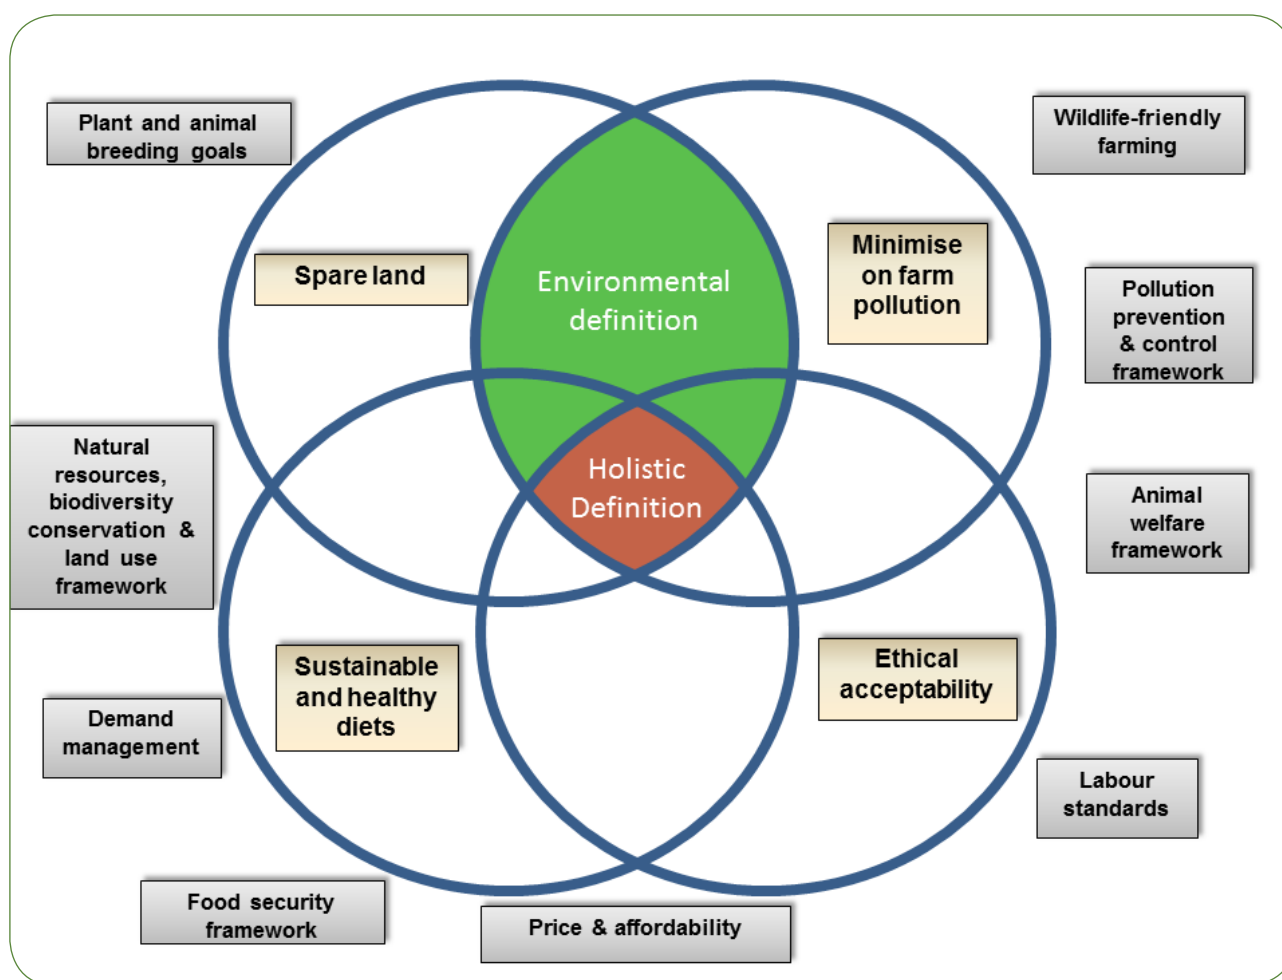 Plant and animal
breeding goals
Wildlife-friendly
farming
Spare land
Environmental
definition
Minimise
on farm
pollution
Pollution
prevention
& control
framework
Natural
resources,
biodiversity
conservation &
land use
framework
Holistic
Definition
Animal
welfare
framework
Sustainable
and healthy
diets
Ethical
acceptability
Demand
management
Labour
standards
Food security
framework
Price & affordability